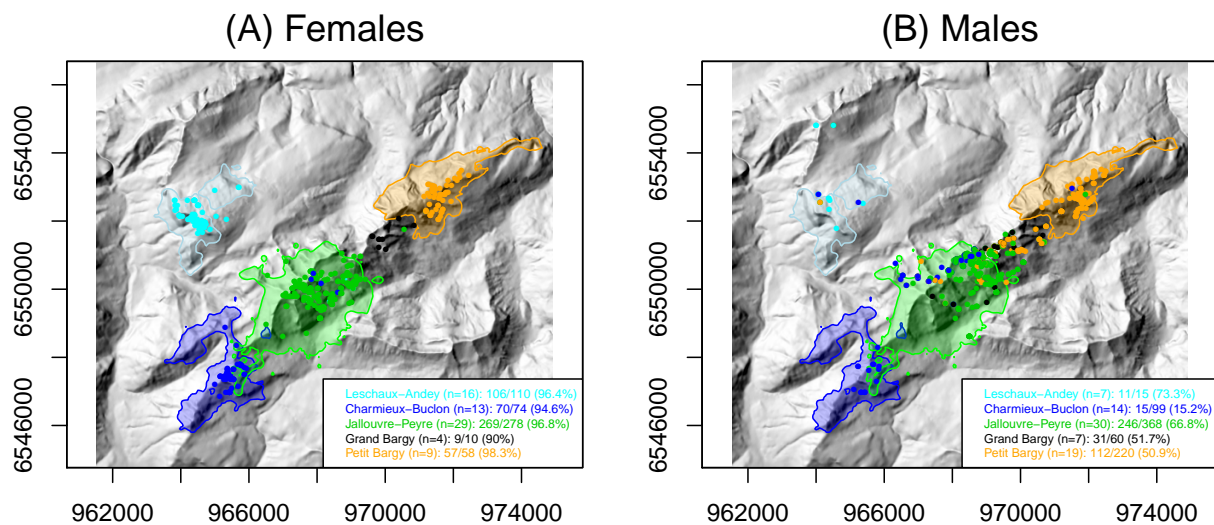 (A) Females
(B) Males
6554000
6550000
6546000
Leschaux−Andey (n=16): 106/110 (96.4%)
Charmieux−Buclon (n=13): 70/74 (94.6%)
Jallouvre−Peyre (n=29): 269/278 (96.8%)
Grand Bargy (n=4): 9/10 (90%)
Petit Bargy (n=9): 57/58 (98.3%)
962000 966000 970000 974000
6554000
6550000
6546000
Leschaux−Andey (n=7): 11/15 (73.3%)
Charmieux−Buclon (n=14): 15/99 (15.2%)
Jallouvre−Peyre (n=30): 246/368 (66.8%)
Grand Bargy (n=7): 31/60 (51.7%)
Petit Bargy (n=19): 112/220 (50.9%)
962000 966000 970000 974000